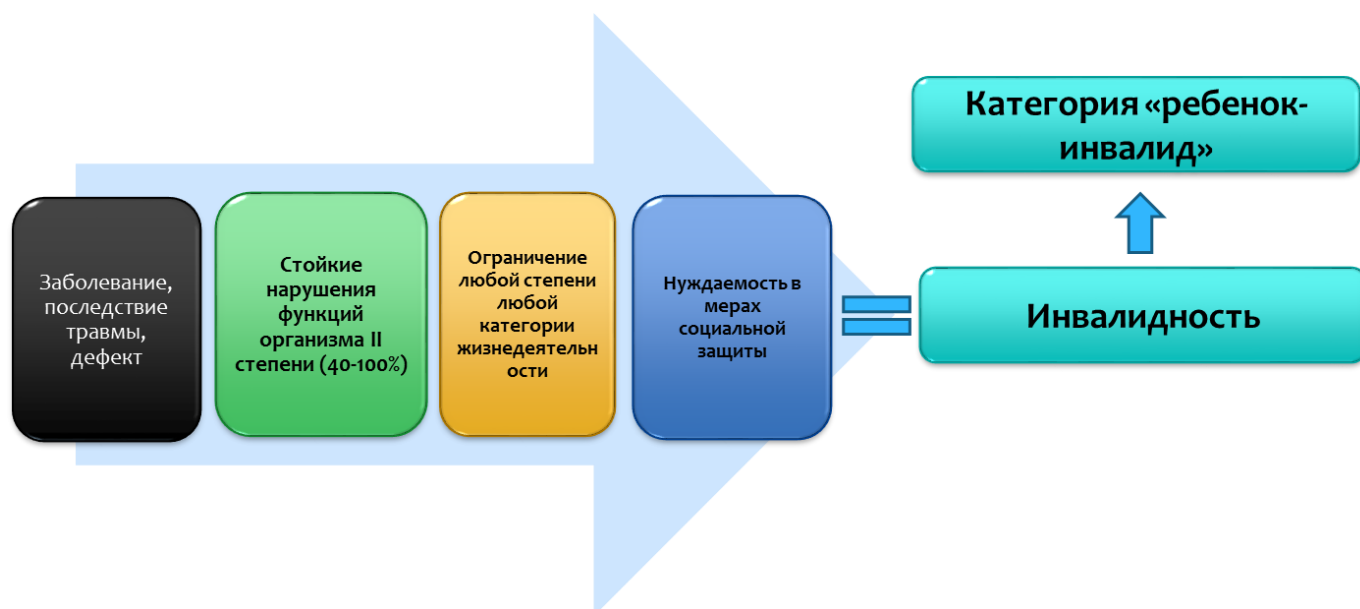 Заболевание,
последствие
травмы,
дефект
Стойкие
нарушения
функций
организма II
степени (40-100%)
Ограничение
любой степени
любой
категории
жизнедеятельн
ости
Нуждаемость в
мерах
социальной
защиты
Категория «ребенок-
инвалид»
Инвалидность